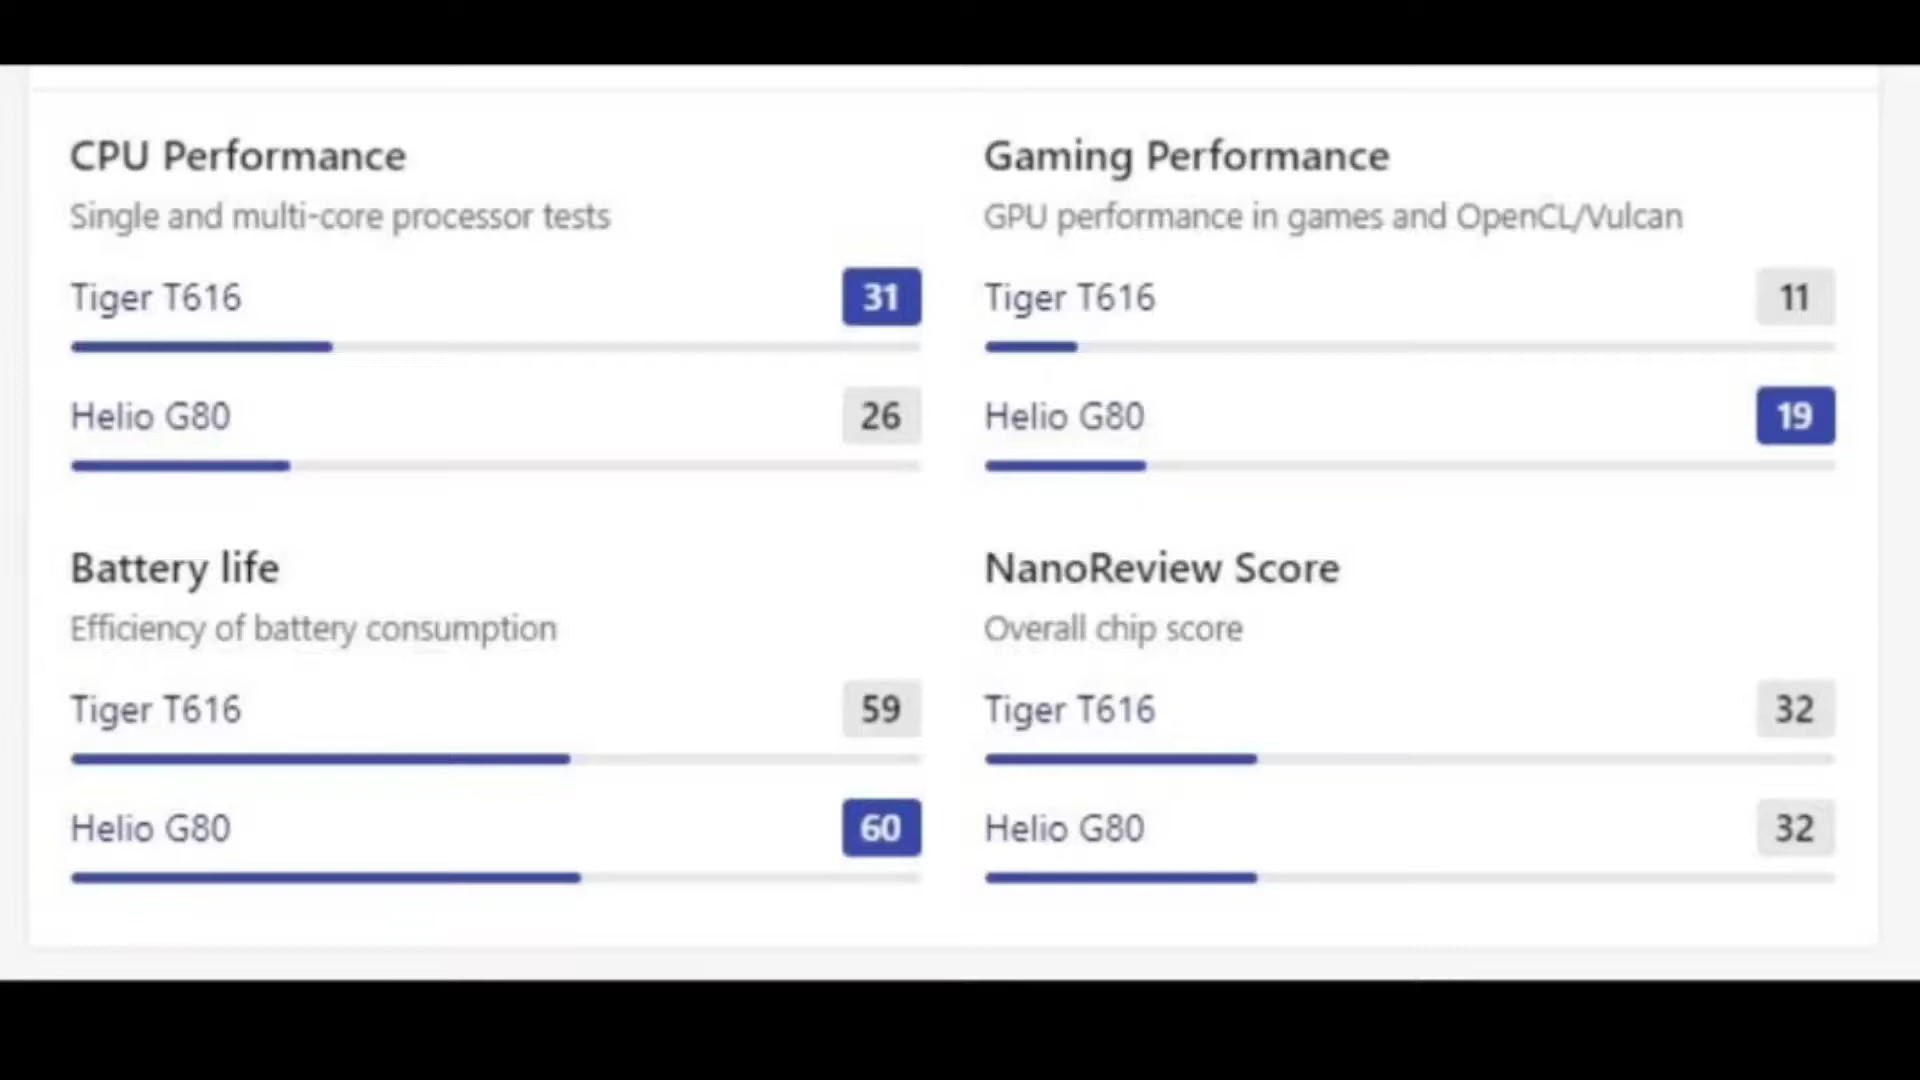 CPU Performance
Single and multi-core processor tests
Tiger T616 31
Helio G80 26
Gaming Performance
GPU performance in games and OpenCL/Vulcan
Tiger T616 11
Helio G80 19
Battery life
Efficiency of battery consumption
Tiger T616 59
Helio G80 60
NanoReview Score
Overall chip score
Tiger T616 32
Helio G80 32